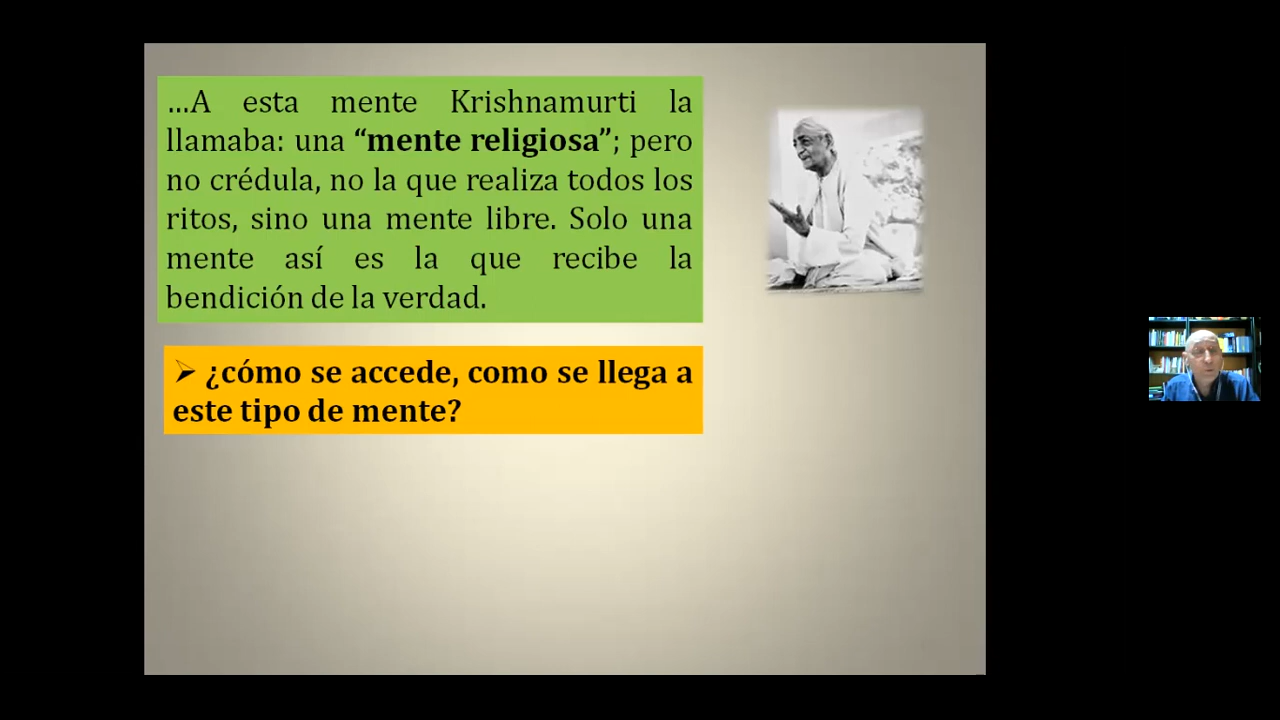 ...A esta mente Krishnamurti la
llamaba: una “mente religiosa”; pero
no crédula, no la que realiza todos los
ritos, sino una mente libre. Solo una
mente así es la que recibe la
bendición de la verdad.
➢ ¿cómo se accede, como se llega a
este tipo de mente?